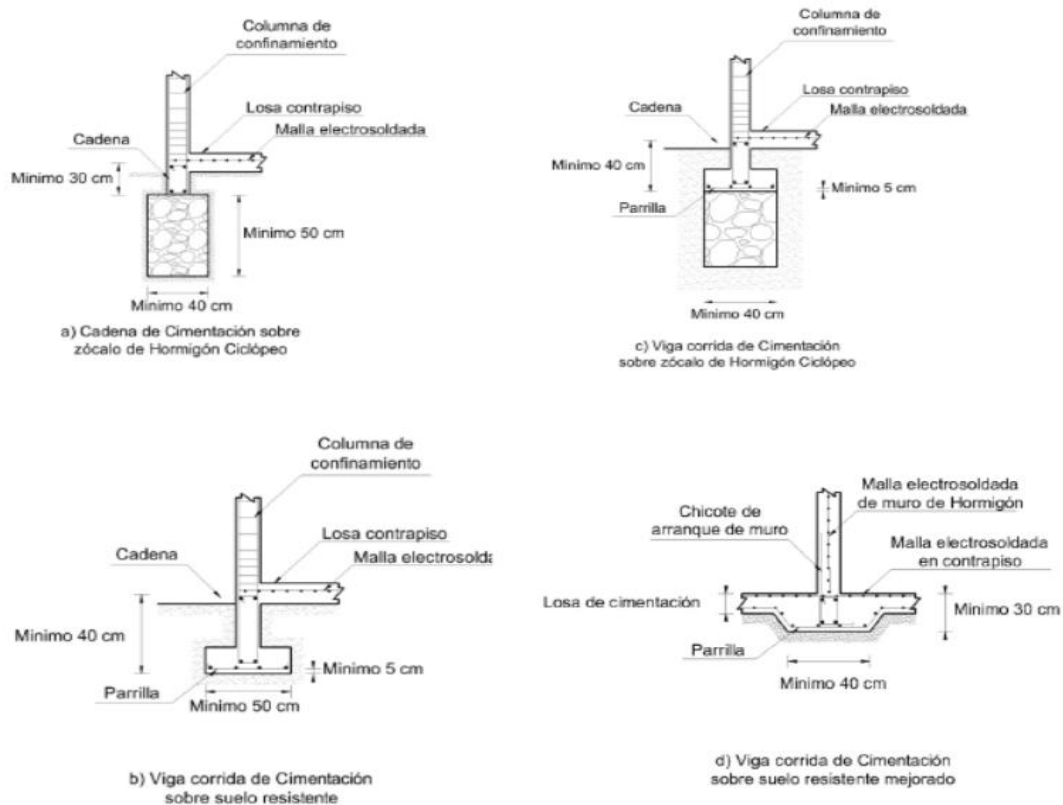 Columna de
confinamiento
Losa contrapiso
Malla electrosoldada
Cadena
Minimo 30 cm
Minimo 50 cm
Minimo 40 cm
a) Cadena de Cimentación sobre
zócalo de Hormigón Ciclópeo
Columna de
confinamiento
Losa contrapiso
Malla electrosoldada
Cadena
Minimo 40 cm
Minimo 5 cm
Parrilla
Minimo 40 cm
c) Viga corrida de Cimentación
sobre zócalo de Hormigón Ciclópeo
Columna de
confinamiento
Losa contrapiso
Malla electrosolda
Cadena
Minimo 40 cm
Minimo 5 cm
Parrilla
Minimo 50 cm
b) Viga corrida de Cimentación
sobre suelo resistente
Malla electrosoldada
de muro de Hormigón
Chicote de
arranque de muro
Malla electrosoldada
en contrapiso
Losa de cimentación
Minimo 30 cm
Parrilla
Minimo 40 cm
d) Viga corrida de Cimentación
sobre suelo resistente mejorado